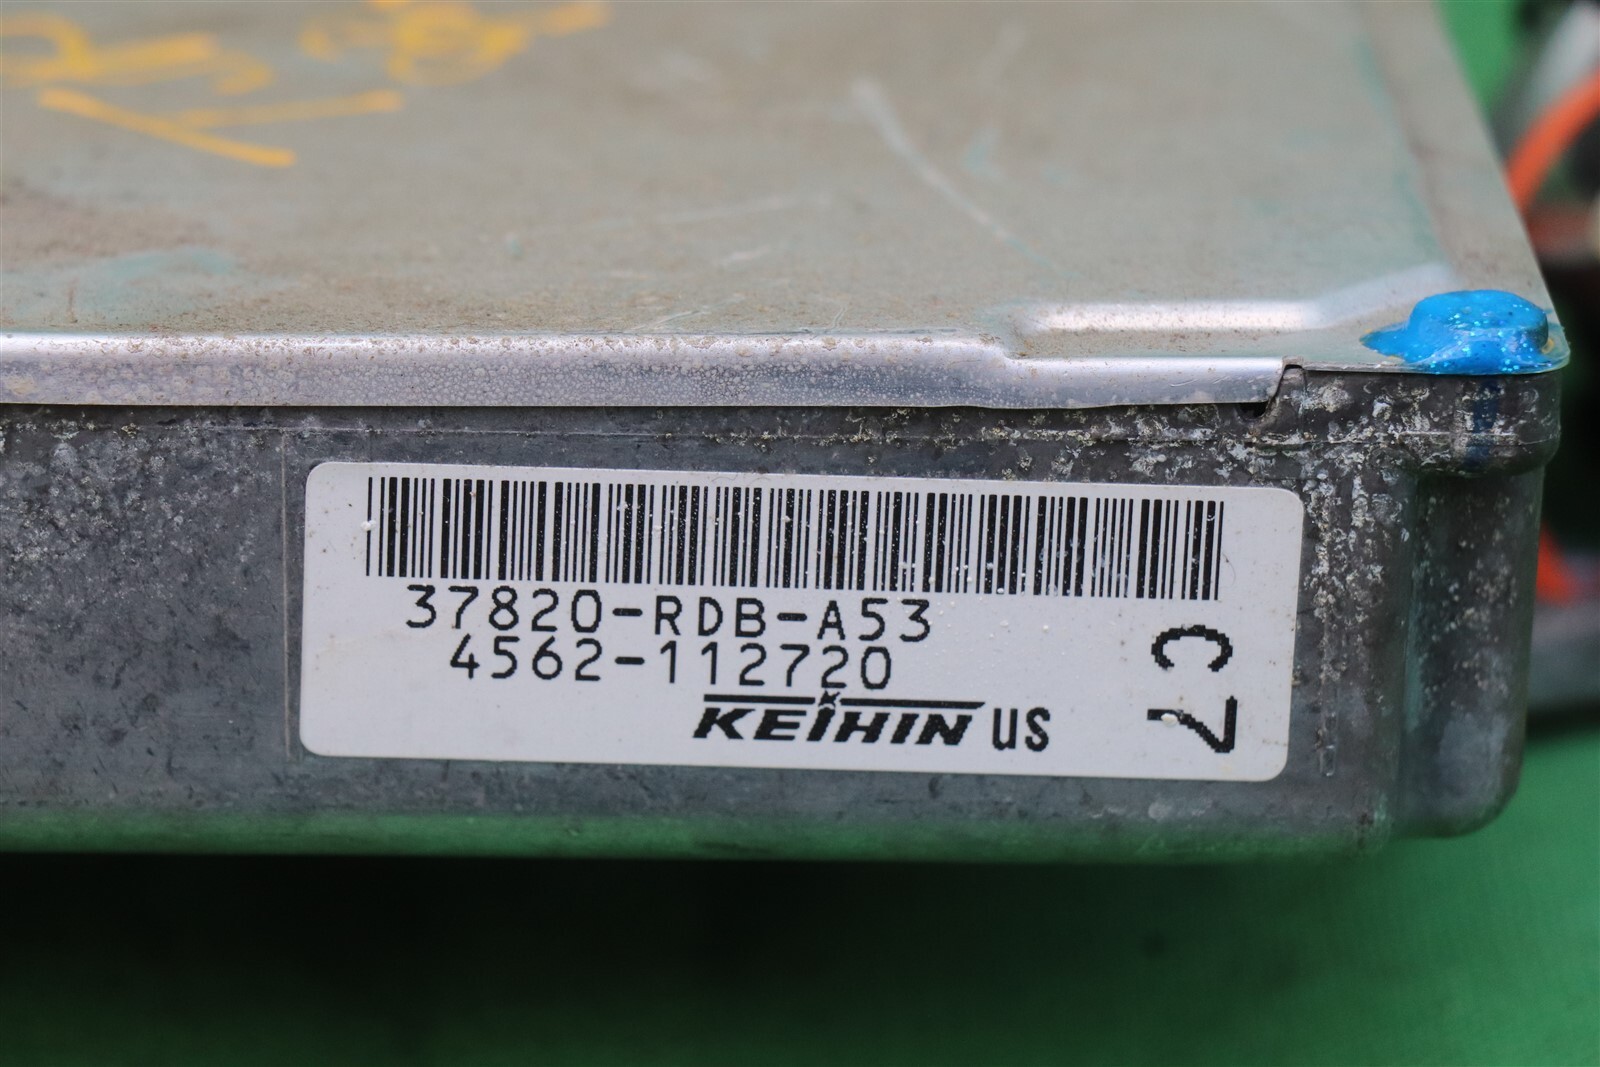 37820-RDB-A53
4562-112720
KEIHIN US
C7